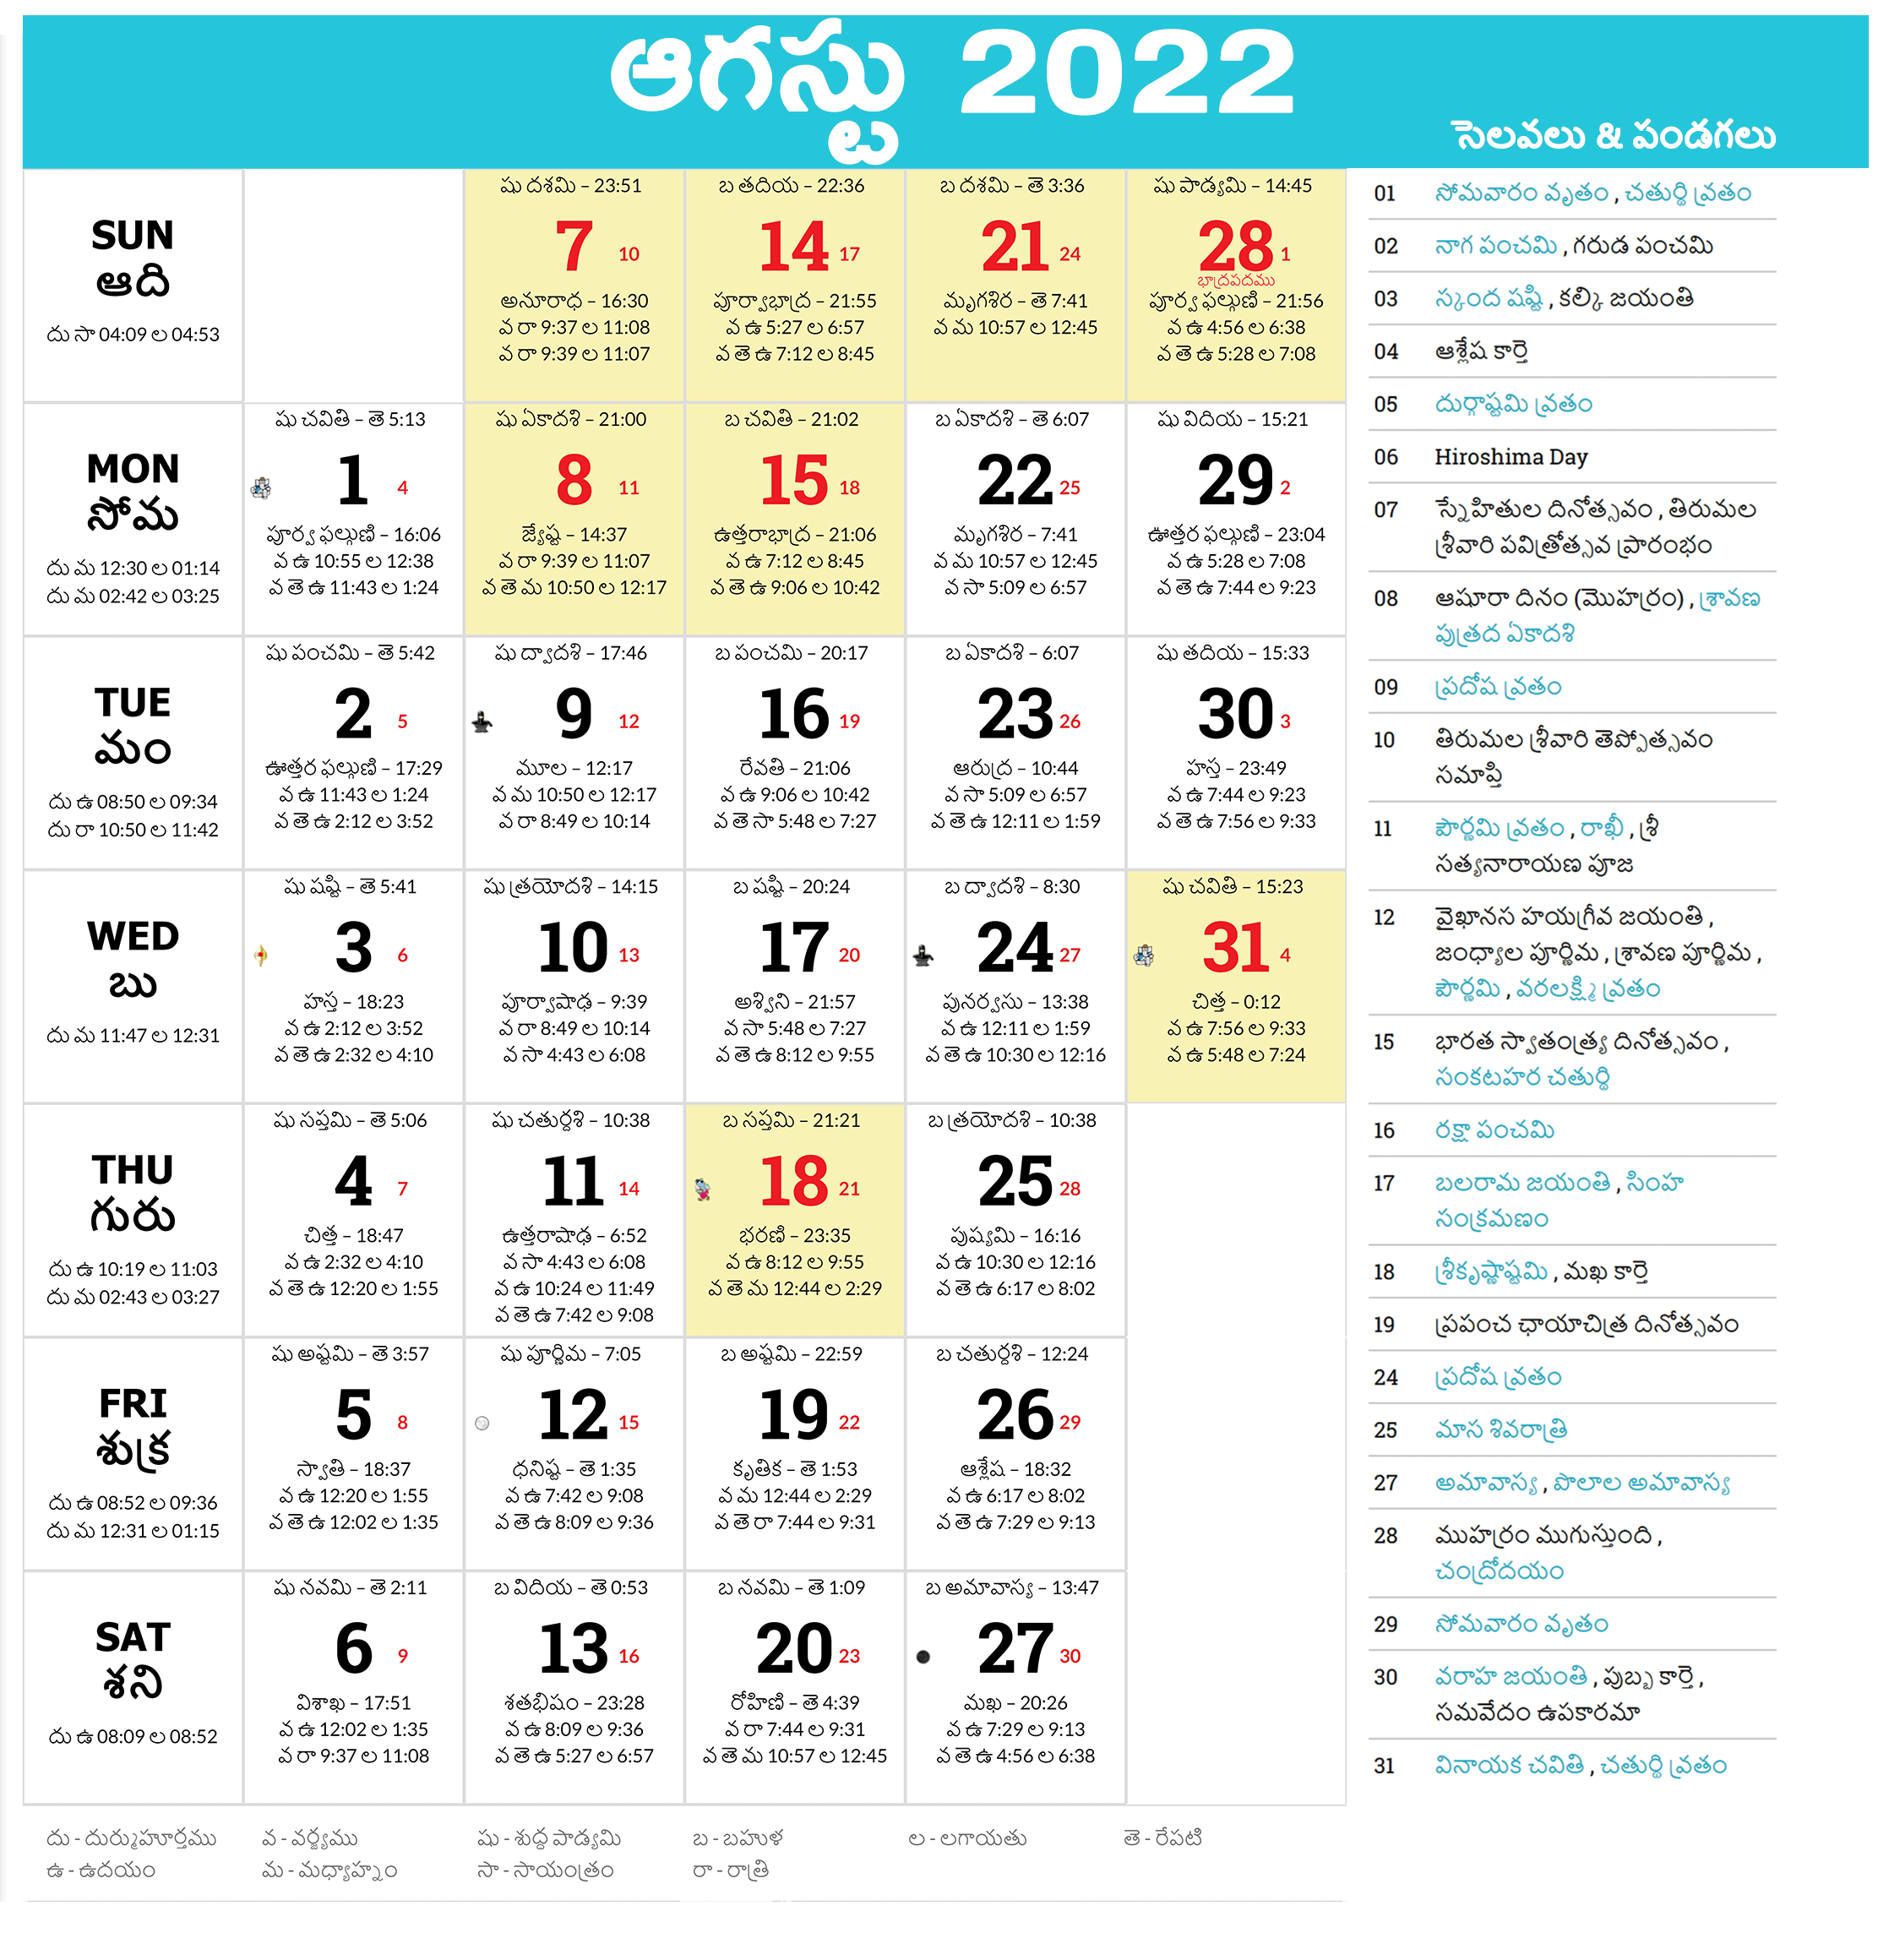 ఆగస్టు 2022
సెలవలు & పండగలు
SUN
ఆది
దు సా 04:09 ల 04:53
షు దశమి – 23:51
7 10
అనూరాధ – 16:30
వ రా 9:37 ల 11:08
వ రా 9:39 ల 11:07
బ తదియ – 22:36
14 17
పూర్వాభాద్ర – 21:55
వ ఉ 5:27 ల 6:57
వ తె ఉ 7:12 ల 8:45
బ దశమి – తె 3:36
21 24
మృగశిర – తె 7:41
వ మ 10:57 ల 12:45
షు పాడ్యమి – 14:45
28 1
భాద్రపదము
పూర్వ ఫల్గుణి – 21:56
వ ఉ 4:56 ల 6:38
వ తె ఉ 5:28 ల 7:08
MON
సోమ
దు మ 12:30 ల 01:14
దు మ 02:42 ల 03:25
షు చవితి – తె 5:13
1 4
పూర్వ ఫల్గుణి – 16:06
వ ఉ 10:55 ల 12:38
వ తె ఉ 11:43 ల 1:24
షు ఏకాదశి – 21:00
8 11
జ్యేష్ట – 14:37
వ రా 9:39 ల 11:07
వ తె మ 10:50 ల 12:17
బ చవితి – 21:02
15 18
ఉత్తరాభాద్ర – 21:06
వ ఉ 7:12 ల 8:45
వ తె ఉ 9:06 ల 10:42
బ ఏకాదశి – తె 6:07
22 25
మృగశిర – 7:41
వ మ 10:57 ల 12:45
వ సా 5:09 ల 6:57
షు విదియ – 15:21
29 2
ఊత్తర ఫల్గుణి – 23:04
వ ఉ 5:28 ల 7:08
వ తె ఉ 7:44 ల 9:23
TUE
మం
దు ఉ 08:50 ల 09:34
దు రా 10:50 ల 11:42
షు పంచమి – తె 5:42
2 5
ఊత్తర ఫల్గుణి – 17:29
వ ఉ 11:43 ల 1:24
వ తె ఉ 2:12 ల 3:52
షు ద్వాదశి – 17:46
9 12
మూల – 12:17
వ మ 10:50 ల 12:17
వ రా 8:49 ల 10:14
బ పంచమి – 20:17
16 19
రేవతి – 21:06
వ ఉ 9:06 ల 10:42
వ తె సా 5:48 ల 7:27
బ ఏకాదశి – 6:07
23 26
ఆరుద్ర – 10:44
వ సా 5:09 ల 6:57
వ తె ఉ 12:11 ల 1:59
షు తదియ – 15:33
30 3
హస్త – 23:49
వ ఉ 7:44 ల 9:23
వ తె ఉ 7:56 ల 9:33
WED
బు
దు మ 11:47 ల 12:31
షు షష్టి – తె 5:41
3 6
హస్త – 18:23
వ ఉ 2:12 ల 3:52
వ తె ఉ 2:32 ల 4:10
షు త్రయోదశి – 14:15
10 13
పూర్వాషాఢ – 9:39
వ రా 8:49 ల 10:14
వ సా 4:43 ల 6:08
బ షష్టి – 20:24
17 20
అశ్విని – 21:57
వ సా 5:48 ల 7:27
వ తె ఉ 8:12 ల 9:55
బ ద్వాదశి – 8:30
24 27
పునర్వసు – 13:38
వ ఉ 12:11 ల 1:59
వ తె ఉ 10:30 ల 12:16
షు చవితి – 15:23
31 4
చిత్త – 0:12
వ ఉ 7:56 ల 9:33
వ ఉ 5:48 ల 7:24
THU
గురు
దు ఉ 10:19 ల 11:03
దు మ 02:43 ల 03:27
షు సప్తమి – తె 5:06
4 7
చిత్త – 18:47
వ ఉ 2:32 ల 4:10
వ తె ఉ 12:20 ల 1:55
షు చతుర్దశి – 10:38
11 14
ఉత్తరాషాఢ – 6:52
వ సా 4:43 ల 6:08
వ ఉ 10:24 ల 11:49
వ తె ఉ 7:42 ల 9:08
బ సప్తమి – 21:21
18 21
భరణి – 23:35
వ ఉ 8:12 ల 9:55
వ తె మ 12:44 ల 2:29
బ త్రయోదశి – 10:38
25 28
పుష్యమి – 16:16
వ ఉ 10:30 ల 12:16
వ తె ఉ 6:17 ల 8:02
FRI
శుక్ర
దు ఉ 08:52 ల 09:36
దు మ 12:31 ల 01:15
షు అష్టమి – తె 3:57
5 8
స్వాతి – 18:37
వ ఉ 12:20 ల 1:55
వ తె ఉ 12:02 ల 1:35
షు పూర్ణిమ – 7:05
12 15
ధనిష్ట – తె 1:35
వ ఉ 7:42 ల 9:08
వ తె ఉ 8:09 ల 9:36
బ అష్టమి – 22:59
19 22
కృతిక – తె 1:53
వ మ 12:44 ల 2:29
వ తె రా 7:44 ల 9:31
బ చతుర్దశి – 12:24
26 29
ఆశ్లేష – 18:32
వ ఉ 6:17 ల 8:02
వ తె ఉ 7:29 ల 9:13
SAT
శని
దు ఉ 08:09 ల 08:52
షు నవమి – తె 2:11
6 9
విశాఖ – 17:51
వ ఉ 12:02 ల 1:35
వ రా 9:37 ల 11:08
బ విదియ – తె 0:53
13 16
శతభిషం – 23:28
వ ఉ 8:09 ల 9:36
వ తె ఉ 5:27 ల 6:57
బ నవమి – తె 1:09
20 23
రోహిణి – తె 4:39
వ రా 7:44 ల 9:31
వ తె మ 10:57 ల 12:45
బ అమావాస్య – 13:47
27 30
మఖ – 20:26
వ ఉ 7:29 ల 9:13
వ తె ఉ 4:56 ల 6:38
దు - దుర్ముహూర్తము వ - వర్జ్యము షు - శుద్ద పాడ్యమి బ - బహుళ ల - లగాయతు తె - రేపటి
ఉ - ఉదయం మ - మధ్యాహ్నం సా - సాయంత్రం రా - రాత్రి
01 సోమవారం వృతం , చతుర్థి వ్రతం
02 నాగ పంచమి , గరుడ పంచమి
03 స్కంద షష్టి , కల్కి జయంతి
04 ఆశ్లేష కార్తె
05 దుర్గాష్టమి వ్రతం
06 Hiroshima Day
07 స్నేహితుల దినోత్సవం , తిరుమల
శ్రీవారి పవిత్రోత్సవ ప్రారంభం
08 ఆషూరా దినం (మొహర్రం) , శ్రావణ
పుత్రద ఏకాదశి
09 ప్రదోష వ్రతం
10 తిరుమల శ్రీవారి తెప్పోత్సవం
సమాప్తి
11 పౌర్ణమి వ్రతం , రాఖీ , శ్రీ
సత్యనారాయణ పూజ
12 వైఖానస హయగ్రీవ జయంతి ,
జంధ్యాల పూర్ణిమ , శ్రావణ పూర్ణిమ ,
పౌర్ణమి , వరలక్ష్మి వ్రతం
15 భారత స్వాతంత్ర్య దినోత్సవం ,
సంకటహర చతుర్థి
16 రక్షా పంచమి
17 బలరామ జయంతి , సింహ
సంక్రమణం
18 శ్రీకృష్ణాష్టమి , మఖ కార్తె
19 ప్రపంచ ఛాయాచిత్ర దినోత్సవం
24 ప్రదోష వ్రతం
25 మాస శివరాత్రి
27 అమావాస్య , పొలాల అమావాస్య
28 ముహర్రం ముగుస్తుంది ,
చంద్రోదయం
29 సోమవారం వృతం
30 వరాహ జయంతి , పుబ్బ కార్తె ,
సమవేదం ఉపకారమా
31 వినాయక చవితి , చతుర్థి వ్రతం